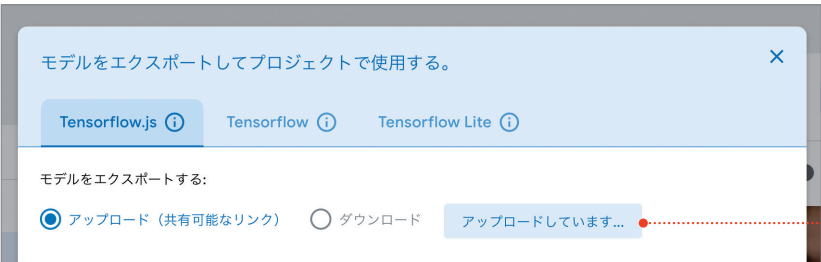 モデルをエクスポートしてプロジェクトで使用する。
Tensorflow.js Tensorflow Tensorflow Lite
モデルをエクスポートする:
アップロード（共有可能なリンク） ダウンロード アップロードしています...